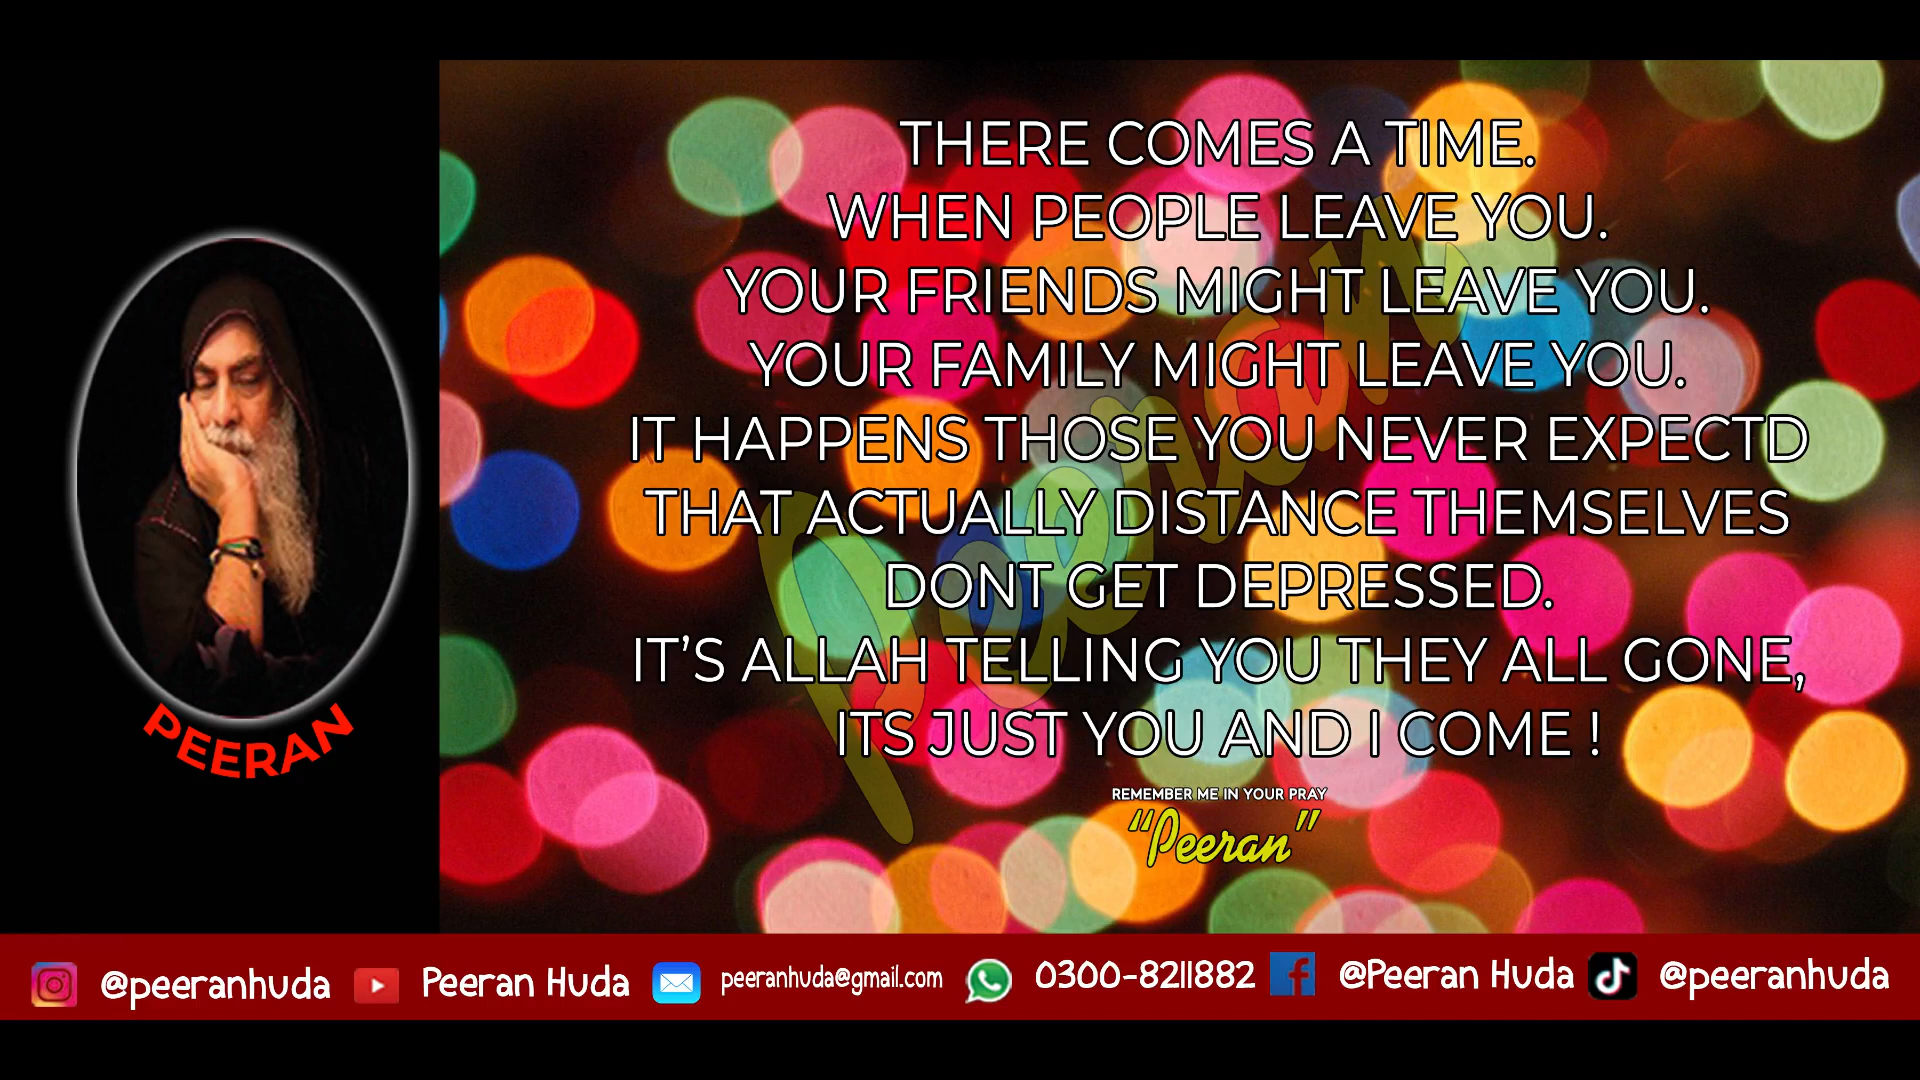 THERE COMES A TIME.
WHEN PEOPLE LEAVE YOU.
YOUR FRIENDS MIGHT LEAVE YOU.
YOUR FAMILY MIGHT LEAVE YOU.
IT HAPPENS THOSE YOU NEVER EXPECTD
THAT ACTUALLY DISTANCE THEMSELVES
DONT GET DEPRESSED.
IT’S ALLAH TELLING YOU THEY ALL GONE,
ITS JUST YOU AND I COME !
REMEMBER ME IN YOUR PRAY
“Peeran”
Peeran
PEERAN
@peeranhuda Peeran Huda peeranhuda@gmail.com 0300-8211882 @Peeran Huda @peeranhuda